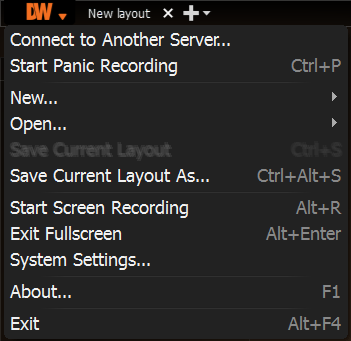 DW New layout
Connect to Another Server...
Start Panic Recording Ctrl+P
New...
Open...
Save Current Layout Ctrl+S
Save Current Layout As... Ctrl+Alt+S
Start Screen Recording Alt+R
Exit Fullscreen Alt+Enter
System Settings...
About... F1
Exit Alt+F4